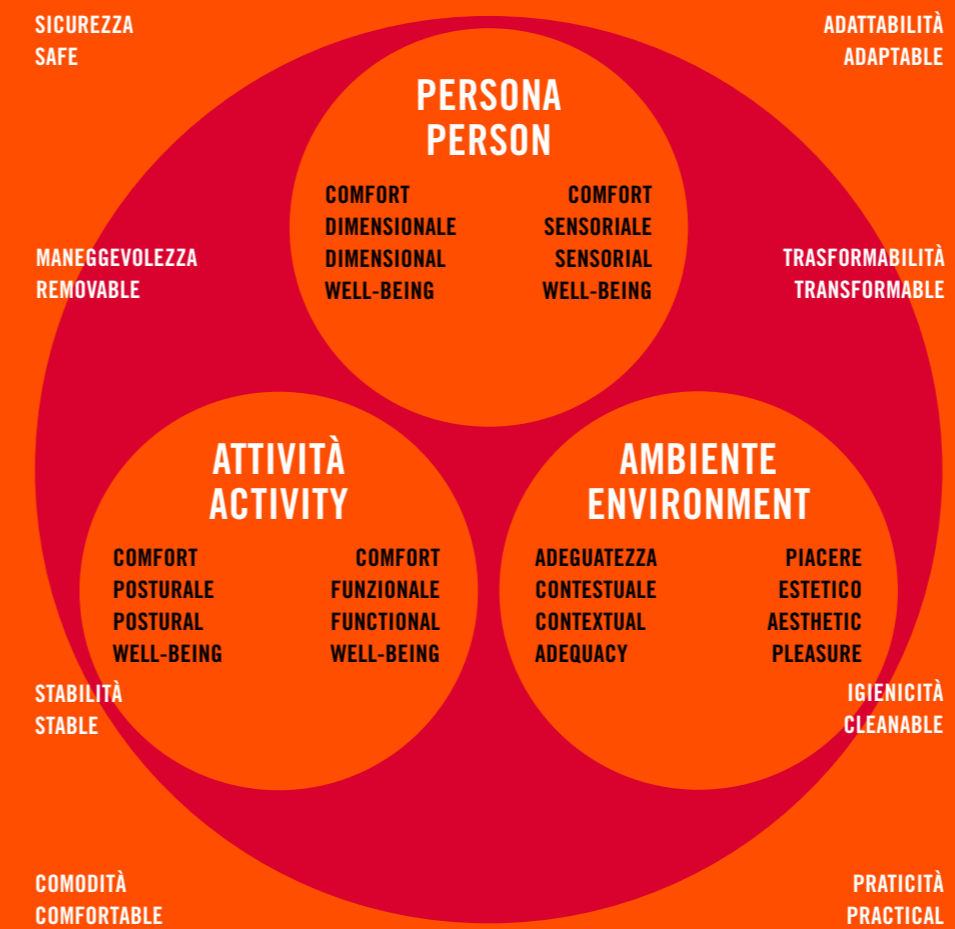 SICUREZZA
SAFE
ADATTABILITÀ
ADAPTABLE
PERSONA
PERSON
COMFORT
DIMENSIONALE
DIMENSIONAL
WELL-BEING
COMFORT
SENSORIALE
SENSORIAL
WELL-BEING
MANEGGEVOLEZZA
REMOVABLE
TRASFORMABILITÀ
TRANSFORMABLE
ATTIVITÀ
ACTIVITY
COMFORT
POSTURALE
POSTURAL
WELL-BEING
COMFORT
FUNZIONALE
FUNCTIONAL
WELL-BEING
AMBIENTE
ENVIRONMENT
ADEGUATEZZA
CONTESTUALE
CONTEXTUAL
ADEQUACY
PIACERE
ESTETICO
AESTHETIC
PLEASURE
STABILITÀ
STABLE
IGIENICITÀ
CLEANABLE
COMODITÀ
COMFORTABLE
PRATICITÀ
PRACTICAL